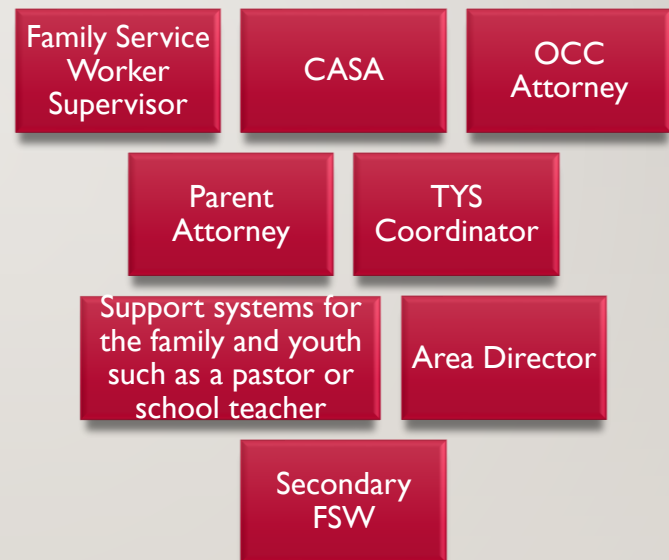 Family Service
Worker
Supervisor
CASA
OCC
Attorney
Parent
Attorney
TYS
Coordinator
Support systems for
the family and youth
such as a pastor or
school teacher
Area Director
Secondary
FSW